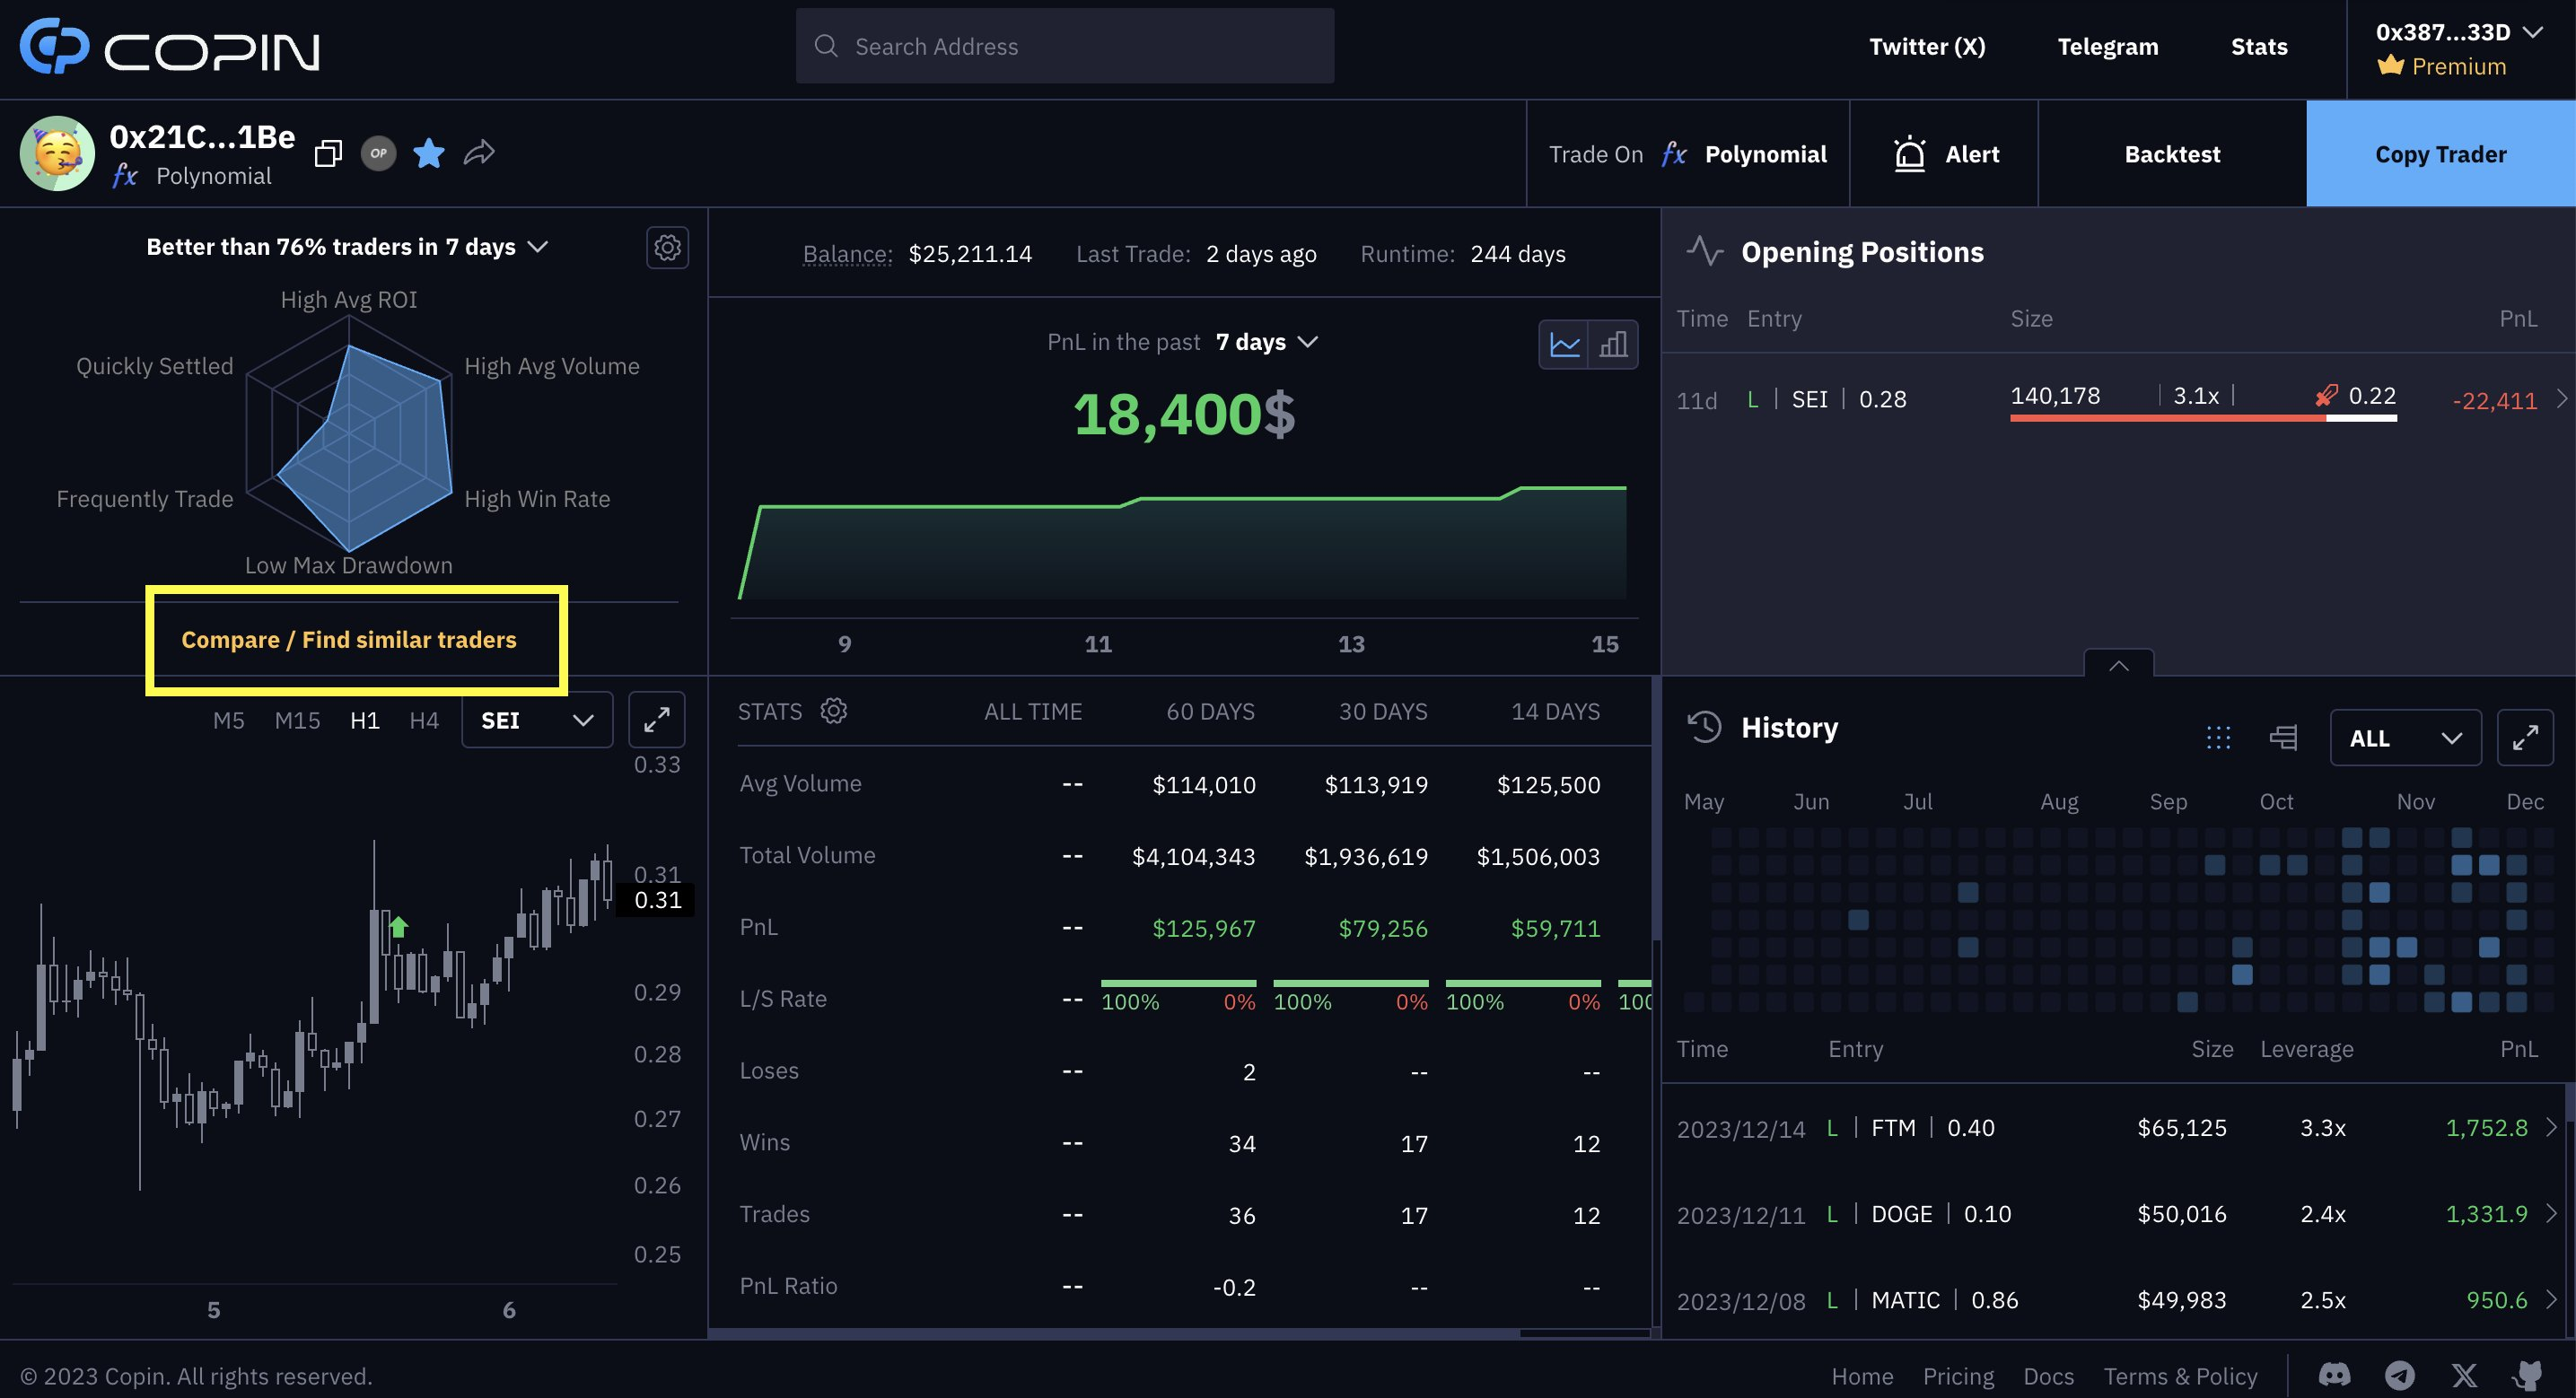 COPIN
Search Address
Twitter (X)
Telegram
Stats
0x387...33D
Premium
0x21C...1Be
fx Polynomial
OP
Trade On fx Polynomial
Alert
Backtest
Copy Trader
Better than 76% traders in 7 days
High Avg ROI
Quickly Settled
High Avg Volume
Frequently Trade
High Win Rate
Low Max Drawdown
Compare / Find similar traders
Balance: $25,211.14 Last Trade: 2 days ago Runtime: 244 days
PnL in the past 7 days
18,400$
9 11 13 15
Opening Positions
Time Entry Size PnL
11d L | SEI | 0.28 140,178 | 3.1x | 0.22 -22,411
M5 M15 H1 H4 SEI
0.33
0.31
0.31
0.29
0.28
0.27
0.26
0.25
5 6
STATS ALL TIME 60 DAYS 30 DAYS 14 DAYS
Avg Volume -- $114,010 $113,919 $125,500
Total Volume -- $4,104,343 $1,936,619 $1,506,003
PnL -- $125,967 $79,256 $59,711
L/S Rate -- 100% 0% 100% 0% 100% 0% 100
Loses -- 2 -- --
Wins -- 34 17 12
Trades -- 36 17 12
PnL Ratio -- -0.2 -- --
History
ALL
May Jun Jul Aug Sep Oct Nov Dec
Time Entry Size Leverage PnL
2023/12/14 L | FTM | 0.40 $65,125 3.3x 1,752.8
2023/12/11 L | DOGE | 0.10 $50,016 2.4x 1,331.9
2023/12/08 L | MATIC | 0.86 $49,983 2.5x 950.6
© 2023 Copin. All rights reserved.
Home Pricing Docs Terms & Policy